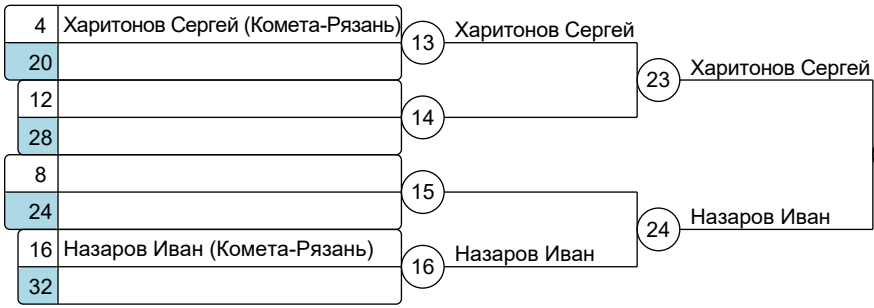 4 Харитонов Сергей (Комета-Рязань)
20
13 Харитонов Сергей
12
28
14
23 Харитонов Сергей
8
24
15
16 Назаров Иван (Комета-Рязань)
32
16 Назаров Иван
24 Назаров Иван